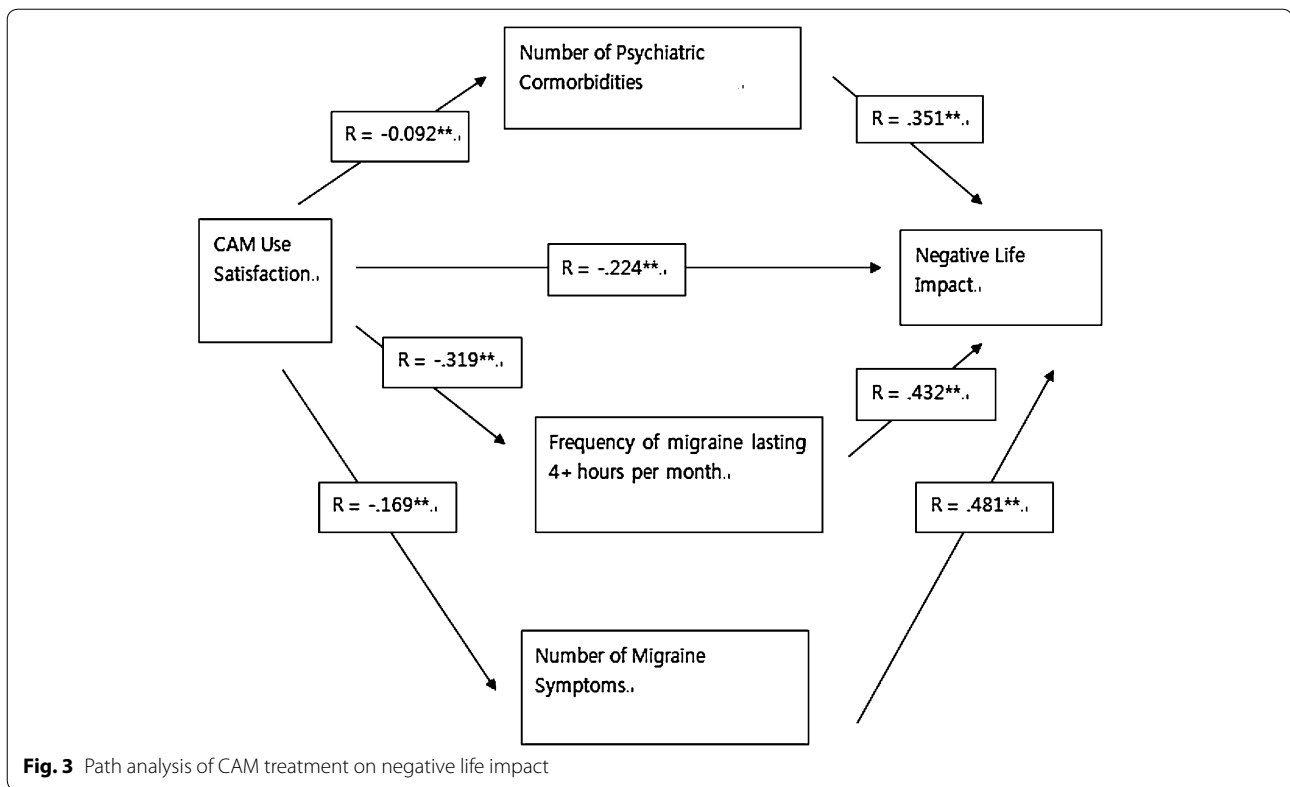 Number of Psychiatric
Cormorbidities
R = -0.092**.
R = .351**.
CAM Use
Satisfaction.
R = -.224**.
Negative Life
Impact.
R = -.319**.
R = .432**.
Frequency of migraine lasting
4+ hours per month.
R = -.169**.
R = .481**.
Number of Migraine
Symptoms.
Fig. 3 Path analysis of CAM treatment on negative life impact